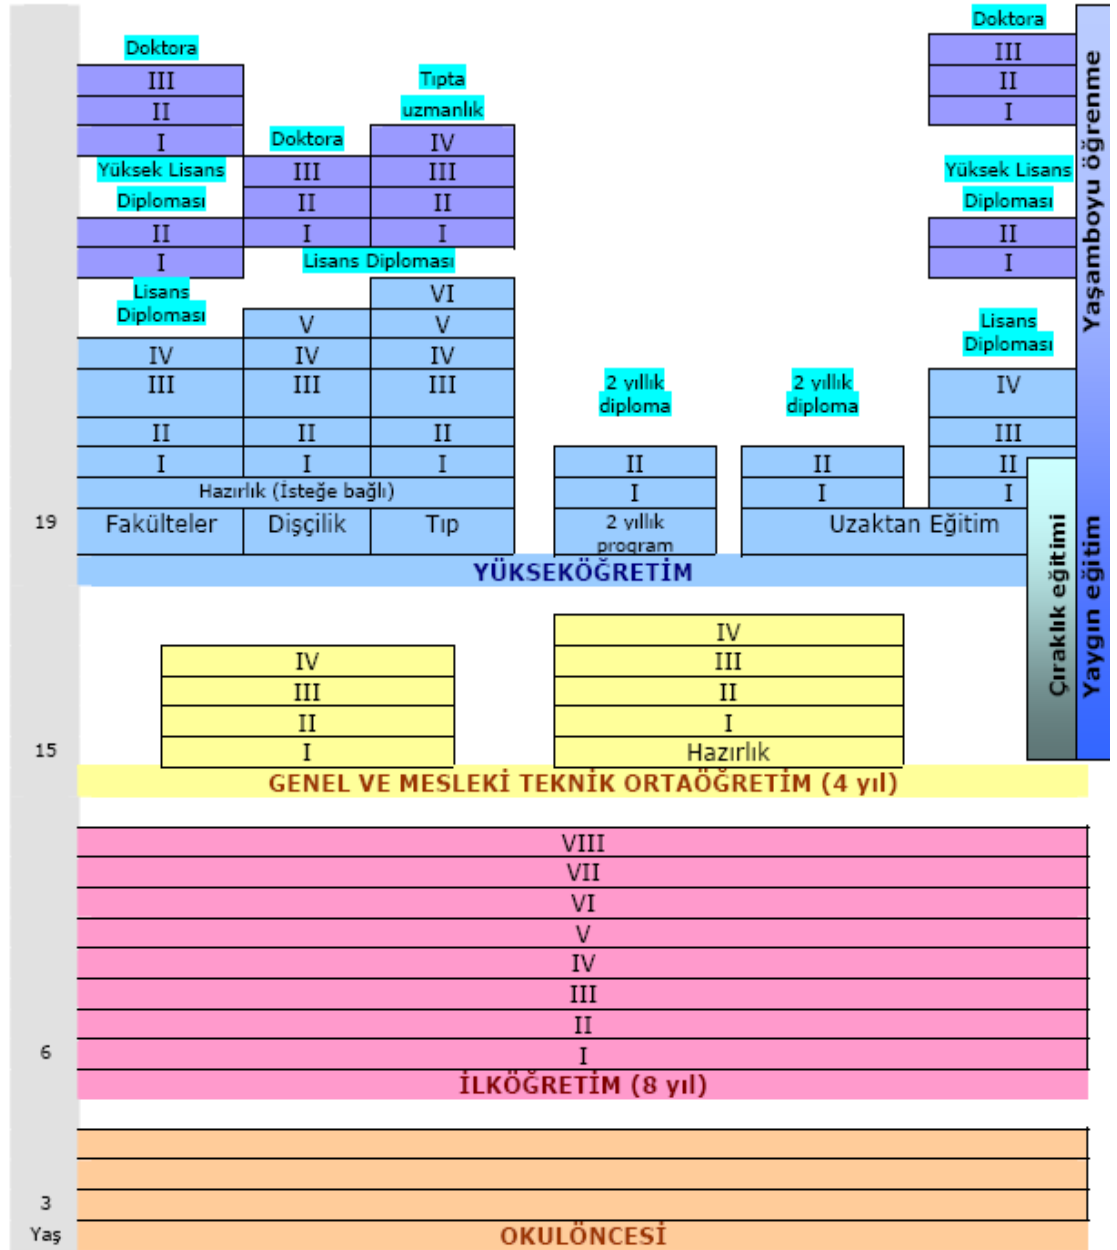 Doktora
Doktora
III
III
II
Tıpta
II
uzmanlık
I
I
Doktora
IV
Yüksek Lisans
III
III
Yüksek Lisans
Diploması
II
II
Diploması
II
I
I
II
I
Lisans Diploması
I
Lisans
Diploması
VI
V
V
Lisans
Diploması
IV
IV
IV
III
III
III
2 yıllık
diploma
2 yıllık
diploma
IV
II
II
II
III
I
I
I
II
II
II
Hazırlık (İsteğe bağlı)
I
I
I
19
Fakülteler
Dişçilik
Tıp
2 yıllık
program
Uzaktan Eğitim
YÜKSEKÖĞRETİM
Yaşamboyu öğrenme
Yaygın eğitim
Çıraklık eğitimi
IV
IV
III
III
II
II
I
I
15
Hazırlık
GENEL VE MESLEKİ TEKNİK ORTAÖĞRETİM (4 yıl)
VIII
VII
VI
V
IV
III
II
6
I
İLKÖĞRETİM (8 yıl)
3
Yaş
OKULÖNCESİ